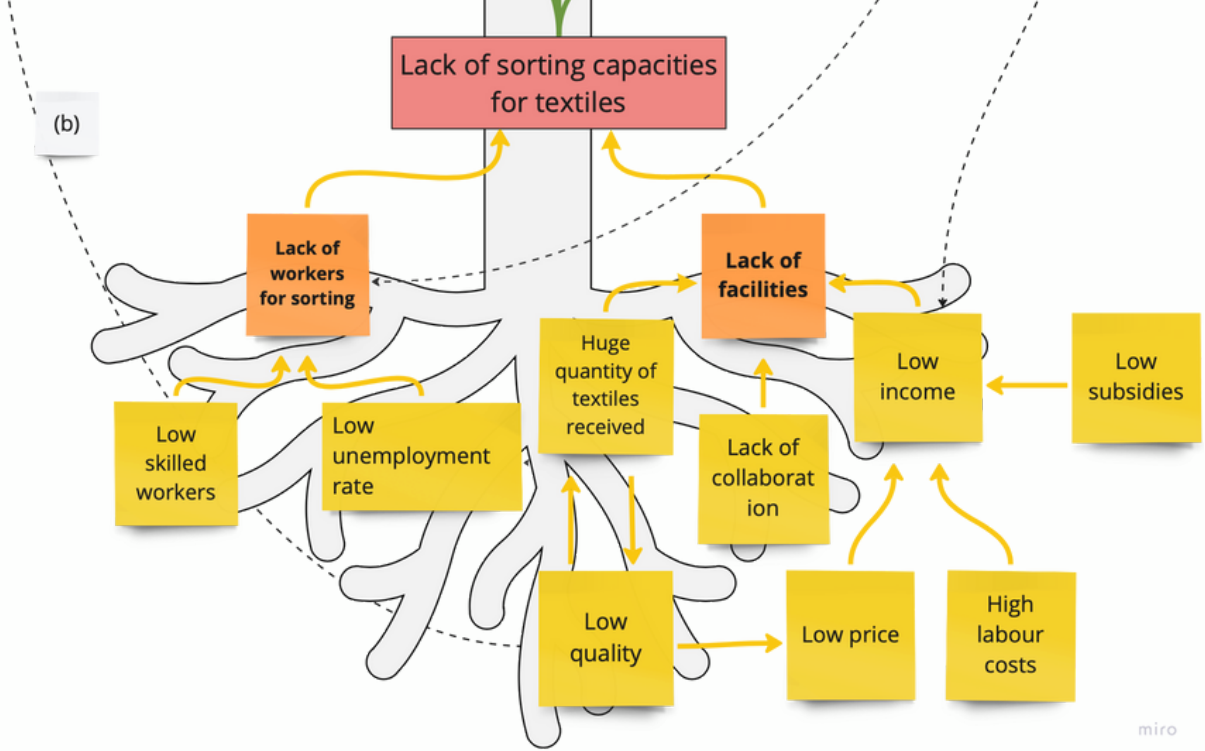 Lack of sorting capacities
for textiles
(b)
Lack of
workers
for sorting
Lack of
facilities
Huge
quantity of
textiles
received
Low
income
Low
subsidies
Low
skilled
workers
Low
unemployment
rate
Lack of
collaborat
ion
Low
quality
Low price
High
labour
costs
miro